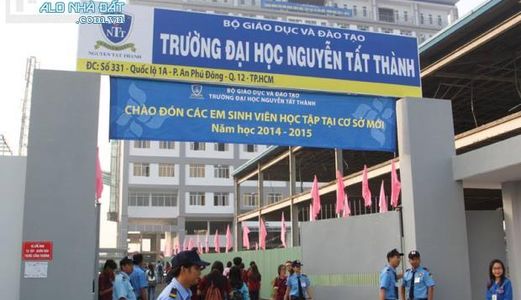 ALO NHÀ ĐẤT
.com.vn
NTT
NGUYEN TAT THANH
BỘ GIÁO DỤC VÀ ĐÀO TẠO
TRƯỜNG ĐẠI HỌC NGUYỄN TẤT THÀNH
ĐC: Số 331 - Quốc lộ 1A - P. An Phú Đông - Q. 12 - TP.HCM
BỘ GIÁO DỤC VÀ ĐÀO TẠO
TRƯỜNG ĐẠI HỌC NGUYỄN TẤT THÀNH
CHÀO ĐÓN CÁC EM SINH VIÊN HỌC TẬP TẠI CƠ SỞ MỚI
Năm học 2014 - 2015